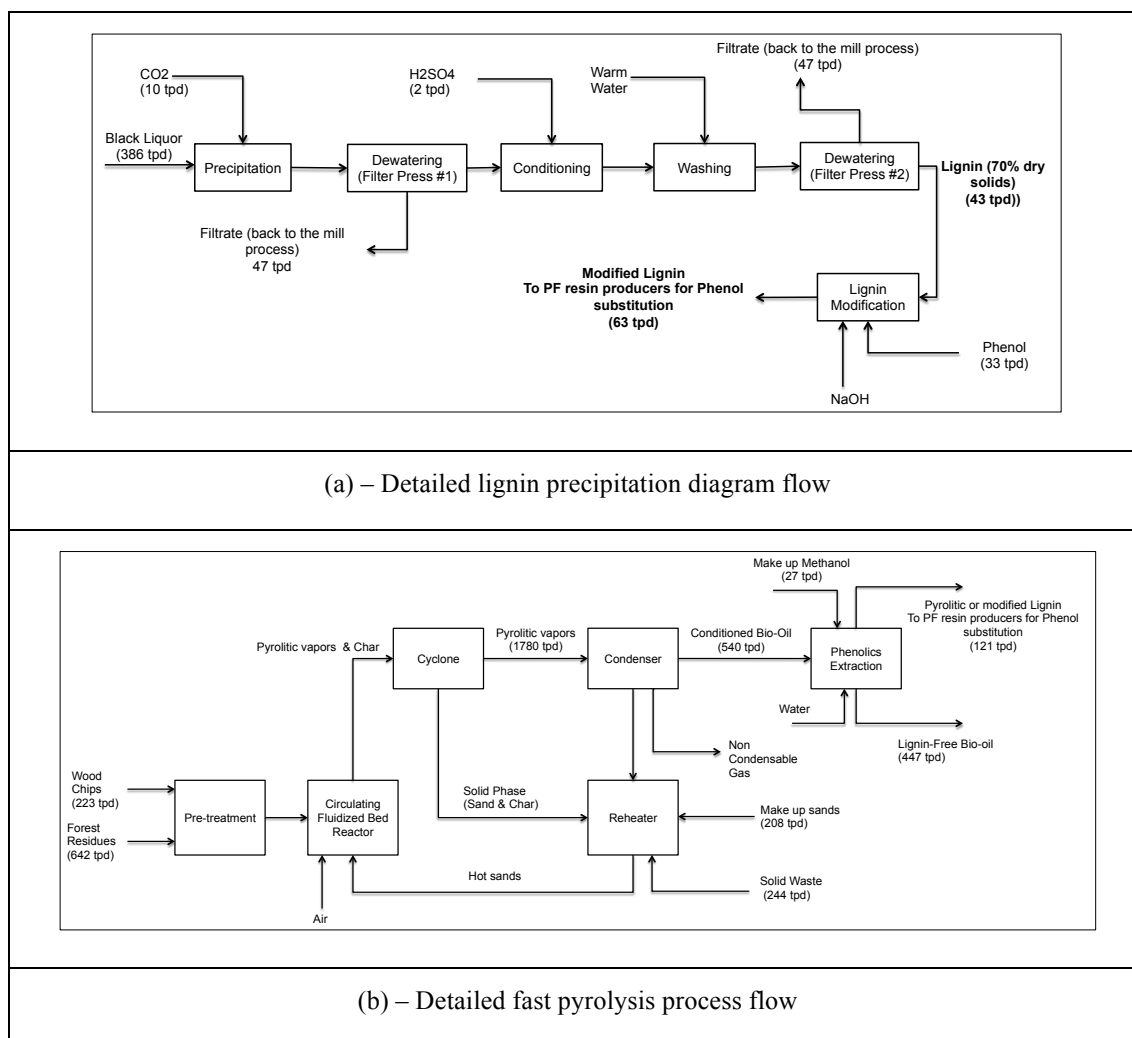 CO2
(10 tpd)
Black Liquor
(386 tpd)
Precipitation
Dewatering
(Filter Press #1)
Filtrate (back to the mill
process)
47 tpd
H2SO4
(2 tpd)
Conditioning
Warm
Water
Washing
Filtrate (back to the mill process)
(47 tpd)
Dewatering
(Filter Press #2)
Lignin (70% dry
solids)
(43 tpd))
Modified Lignin
To PF resin producers for Phenol
substitution
(63 tpd)
Lignin
Modification
Phenol
(33 tpd)
NaOH
(a) – Detailed lignin precipitation diagram flow
Make up Methanol
(27 tpd)
Pyrolitic or modified Lignin
To PF resin producers for Phenol
substitution
(121 tpd)
Pyrolitic vapors & Char
Cyclone
Pyrolitic vapors
(1780 tpd)
Condenser
Conditioned Bio-Oil
(540 tpd)
Phenolics
Extraction
Water
Lignin-Free Bio-oil
(447 tpd)
Non
Condensable
Gas
Wood
Chips
(223 tpd)
Forest
Residues
(642 tpd)
Pre-treatment
Circulating
Fluidized Bed
Reactor
Solid Phase
(Sand & Char)
Reheater
Make up sands
(208 tpd)
Solid Waste
(244 tpd)
Hot sands
Air
(b) – Detailed fast pyrolysis process flow